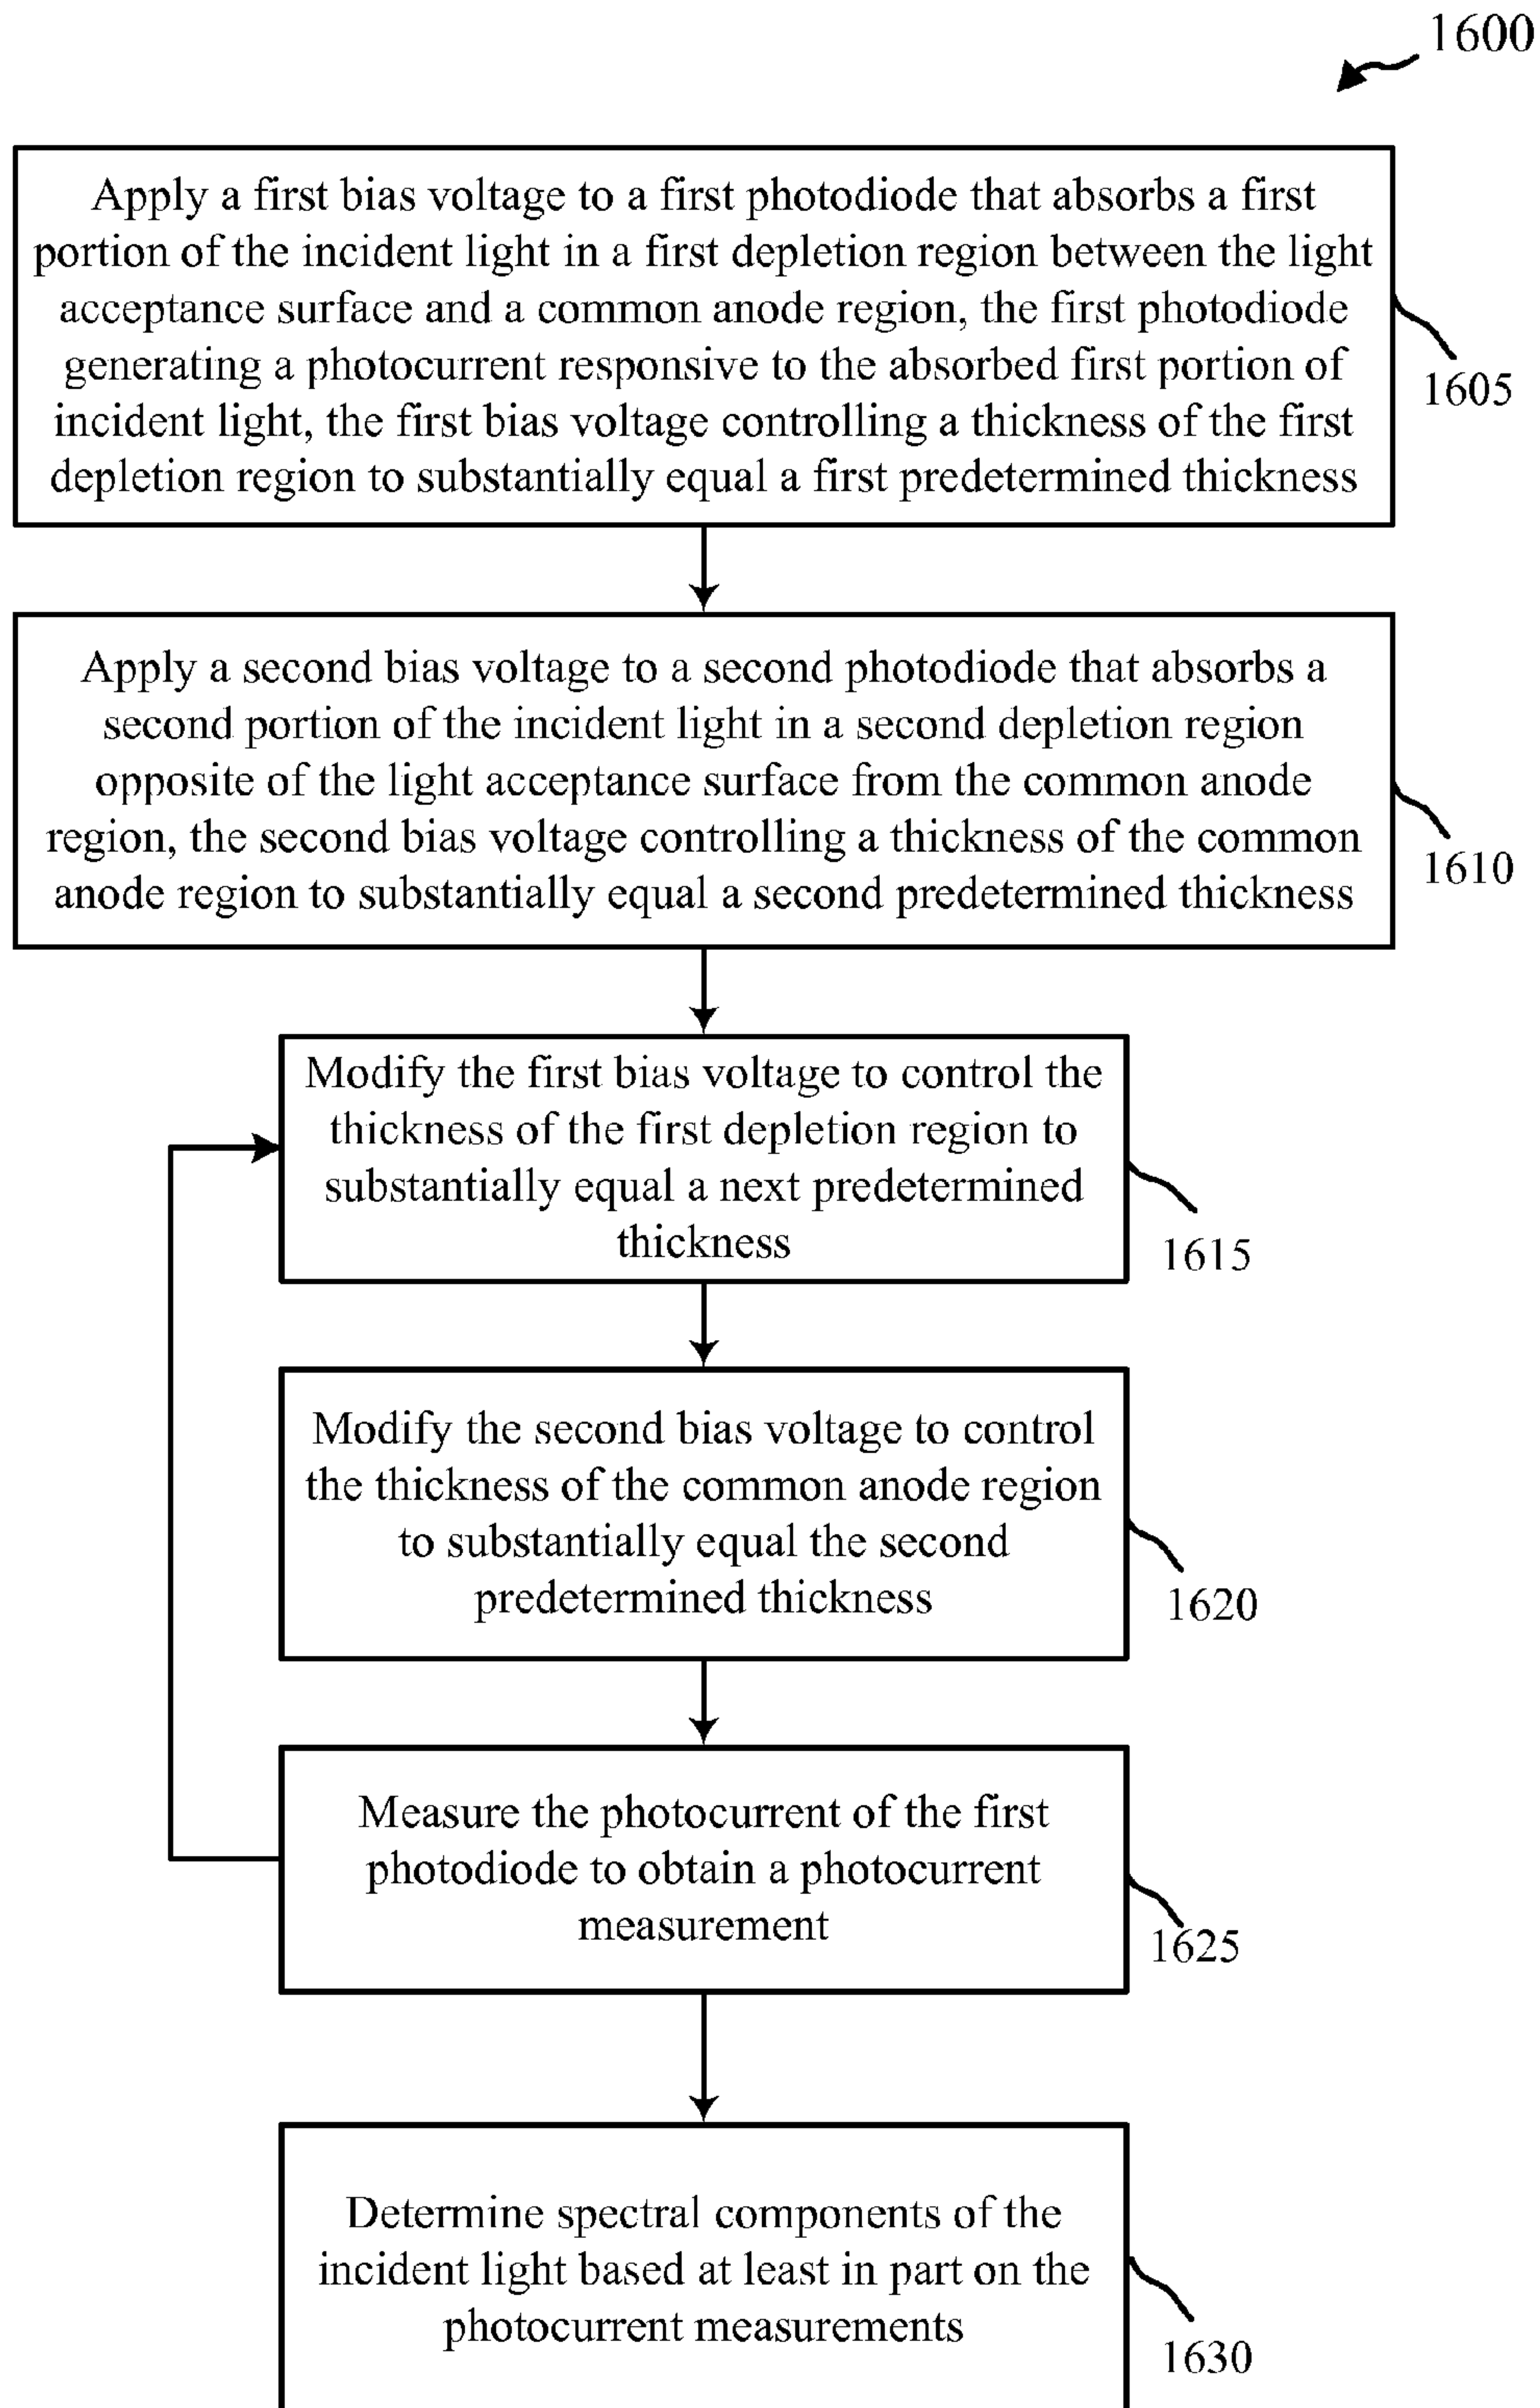 1600
Apply a first bias voltage to a first photodiode that absorbs a first
portion of the incident light in a first depletion region between the light
acceptance surface and a common anode region, the first photodiode
generating a photocurrent responsive to the absorbed first portion of
incident light, the first bias voltage controlling a thickness of the first
depletion region to substantially equal a first predetermined thickness
1605
Apply a second bias voltage to a second photodiode that absorbs a
second portion of the incident light in a second depletion region
opposite of the light acceptance surface from the common anode
region, the second bias voltage controlling a thickness of the common
anode region to substantially equal a second predetermined thickness
1610
Modify the first bias voltage to control the
thickness of the first depletion region to
substantially equal a next predetermined
thickness
1615
Modify the second bias voltage to control
the thickness of the common anode region
to substantially equal the second
predetermined thickness
1620
Measure the photocurrent of the first
photodiode to obtain a photocurrent
measurement
1625
Determine spectral components of the
incident light based at least in part on the
photocurrent measurements
1630